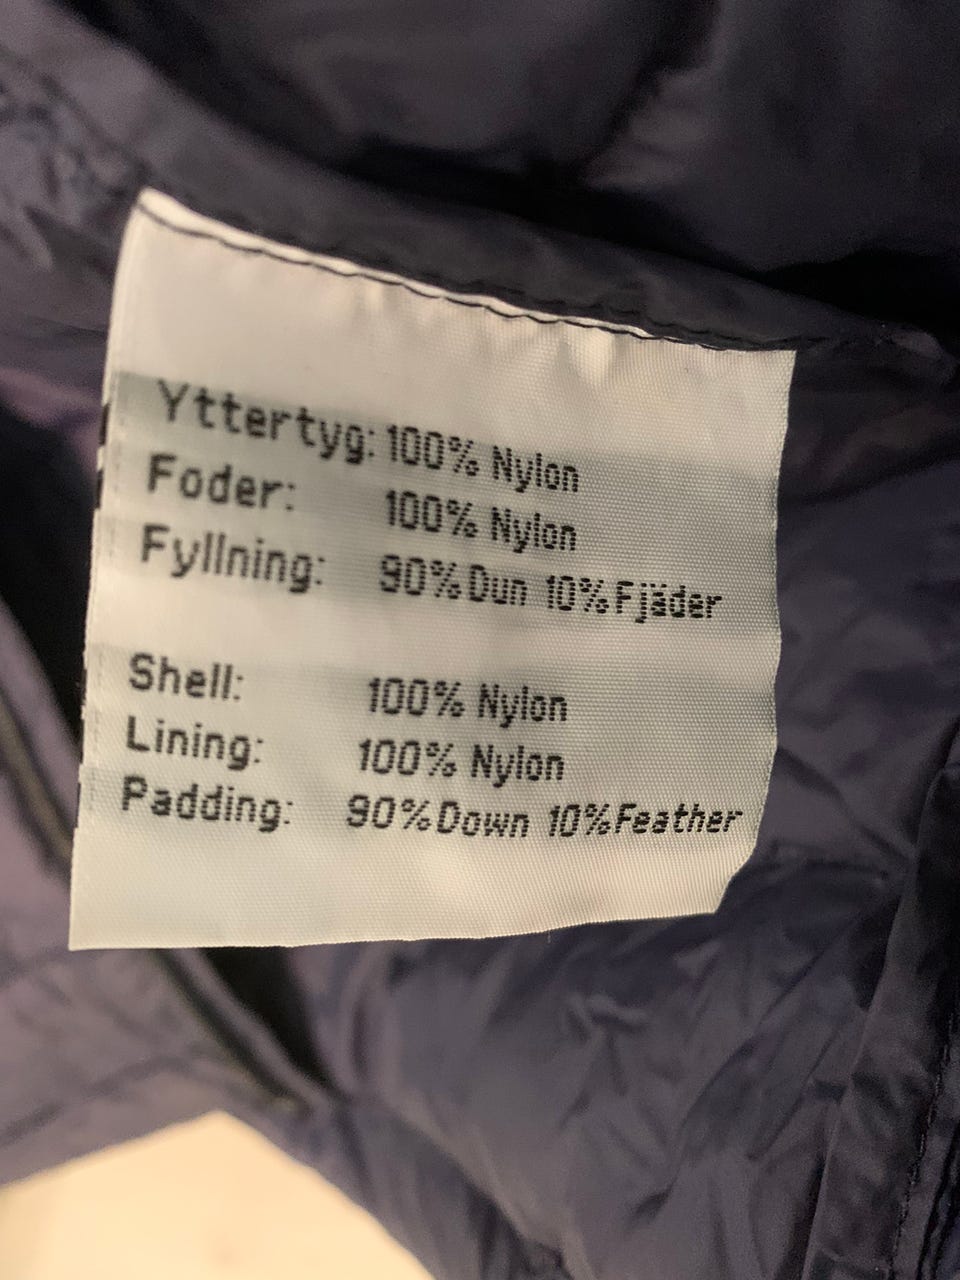 Yttertyg: 100% Nylon
Foder: 100% Nylon
Fyllning: 90% Dun 10% Fjäder
Shell: 100% Nylon
Lining: 100% Nylon
Padding: 90% Down 10% Feather